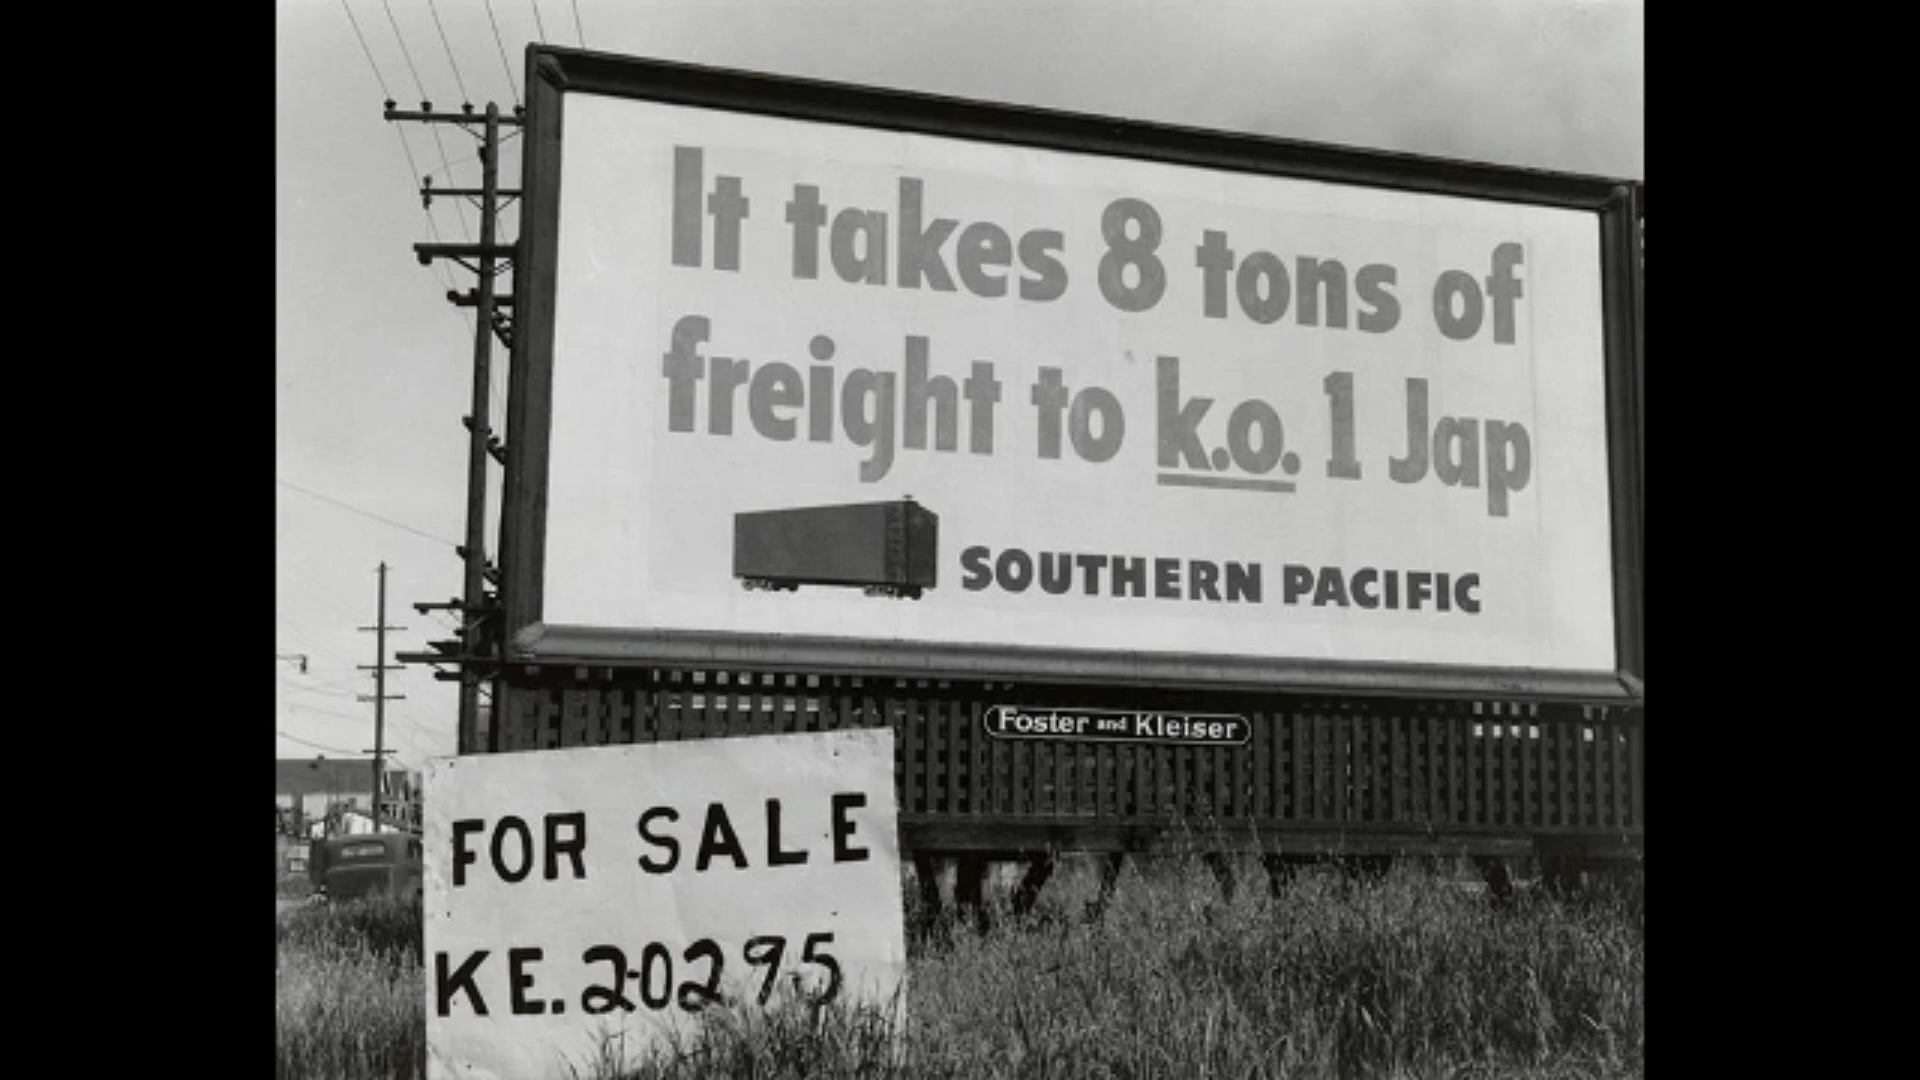 It takes 8 tons of
freight to k.o. 1 Jap
SOUTHERN PACIFIC
Foster and Kleiser
FOR SALE
KE. 2-0295